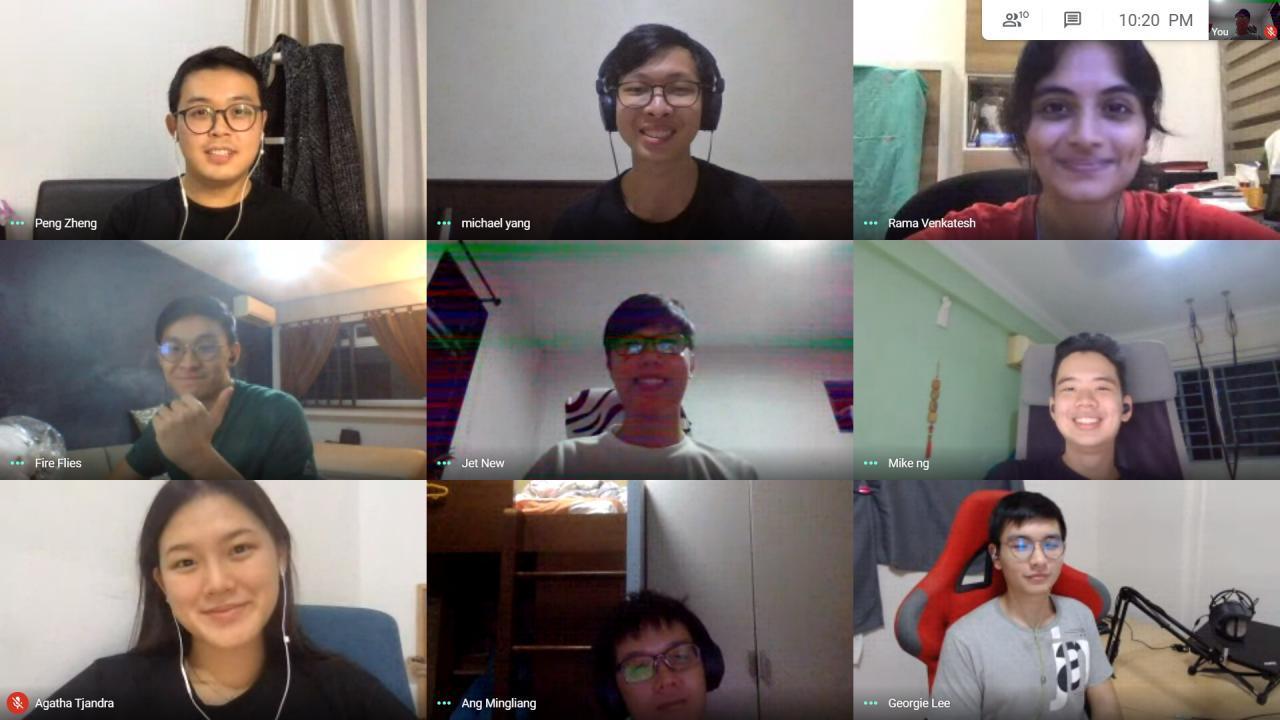 10
10:20 PM
You
Peng Zheng
michael yang
Rama Venkatesh
Fire Flies
Jet New
Mike ng
Agatha Tjandra
Ang Mingliang
Georgie Lee